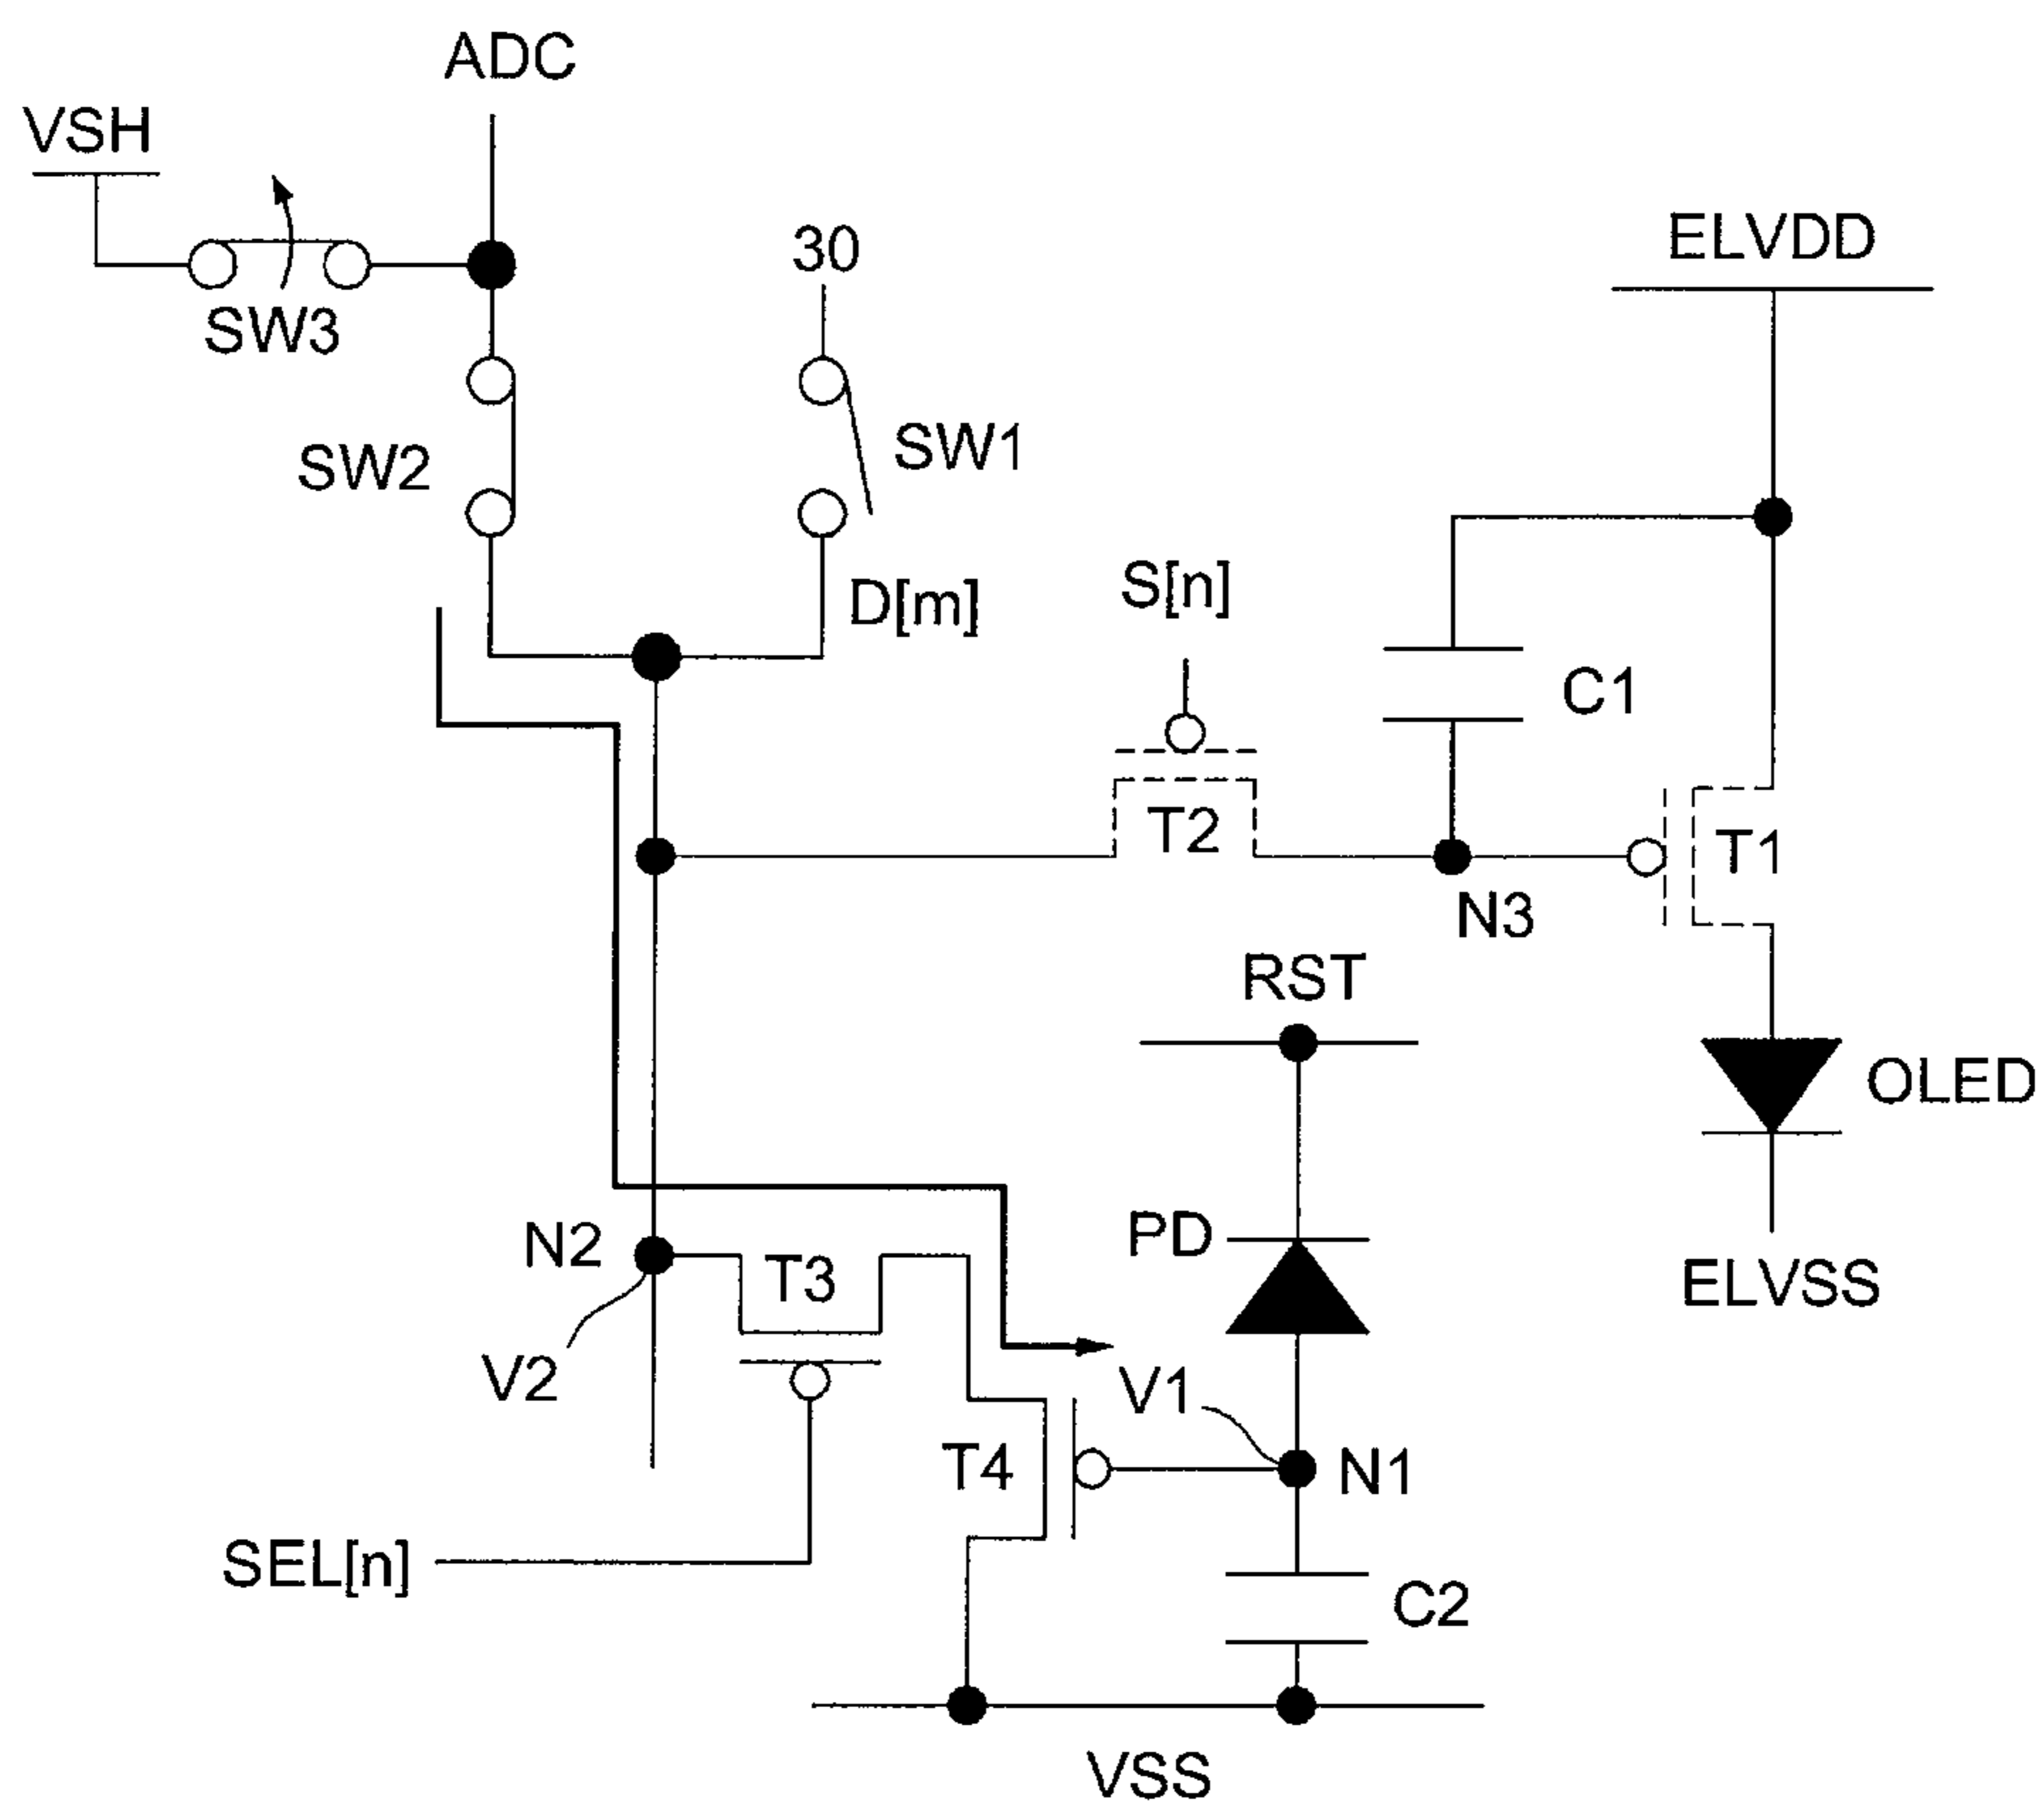 ADC
VSH
30
ELVDD
SW3
SW2
SW1
D[m]
S[n]
C1
T2
T1
N3
RST
OLED
PD
N2
T3
ELVSS
V2
V1
T4
N1
SEL[n]
C2
VSS